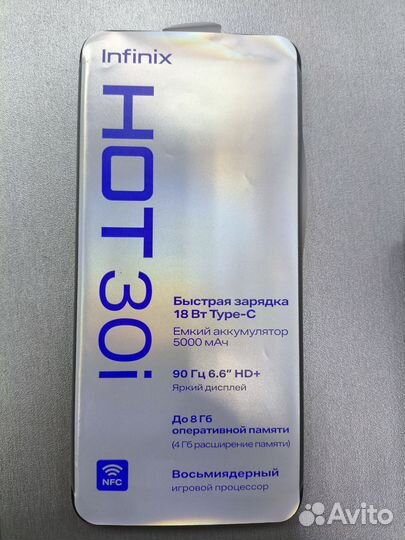 Infinix
HOT 30i
Быстрая зарядка
18 Вт Type-C
Емкий аккумулятор
5000 мАч
90 Гц 6.6" HD+
Яркий дисплей
До 8 Гб
оперативной памяти
(4 Гб расширение памяти)
Восьмиядерный
игровой процессор
NFC
Avito